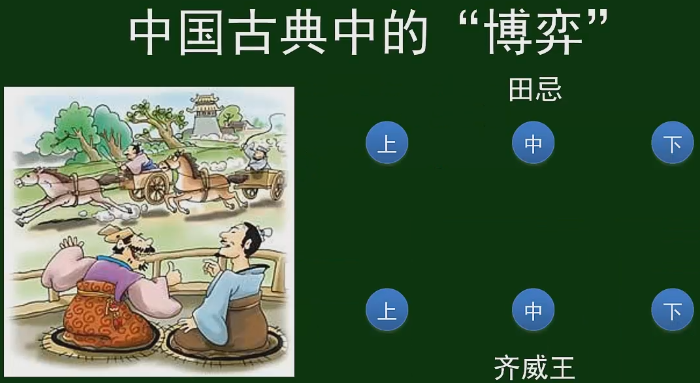 中国古典中的“博弈”
田忌
上 中 下
上 中 下
齐威王